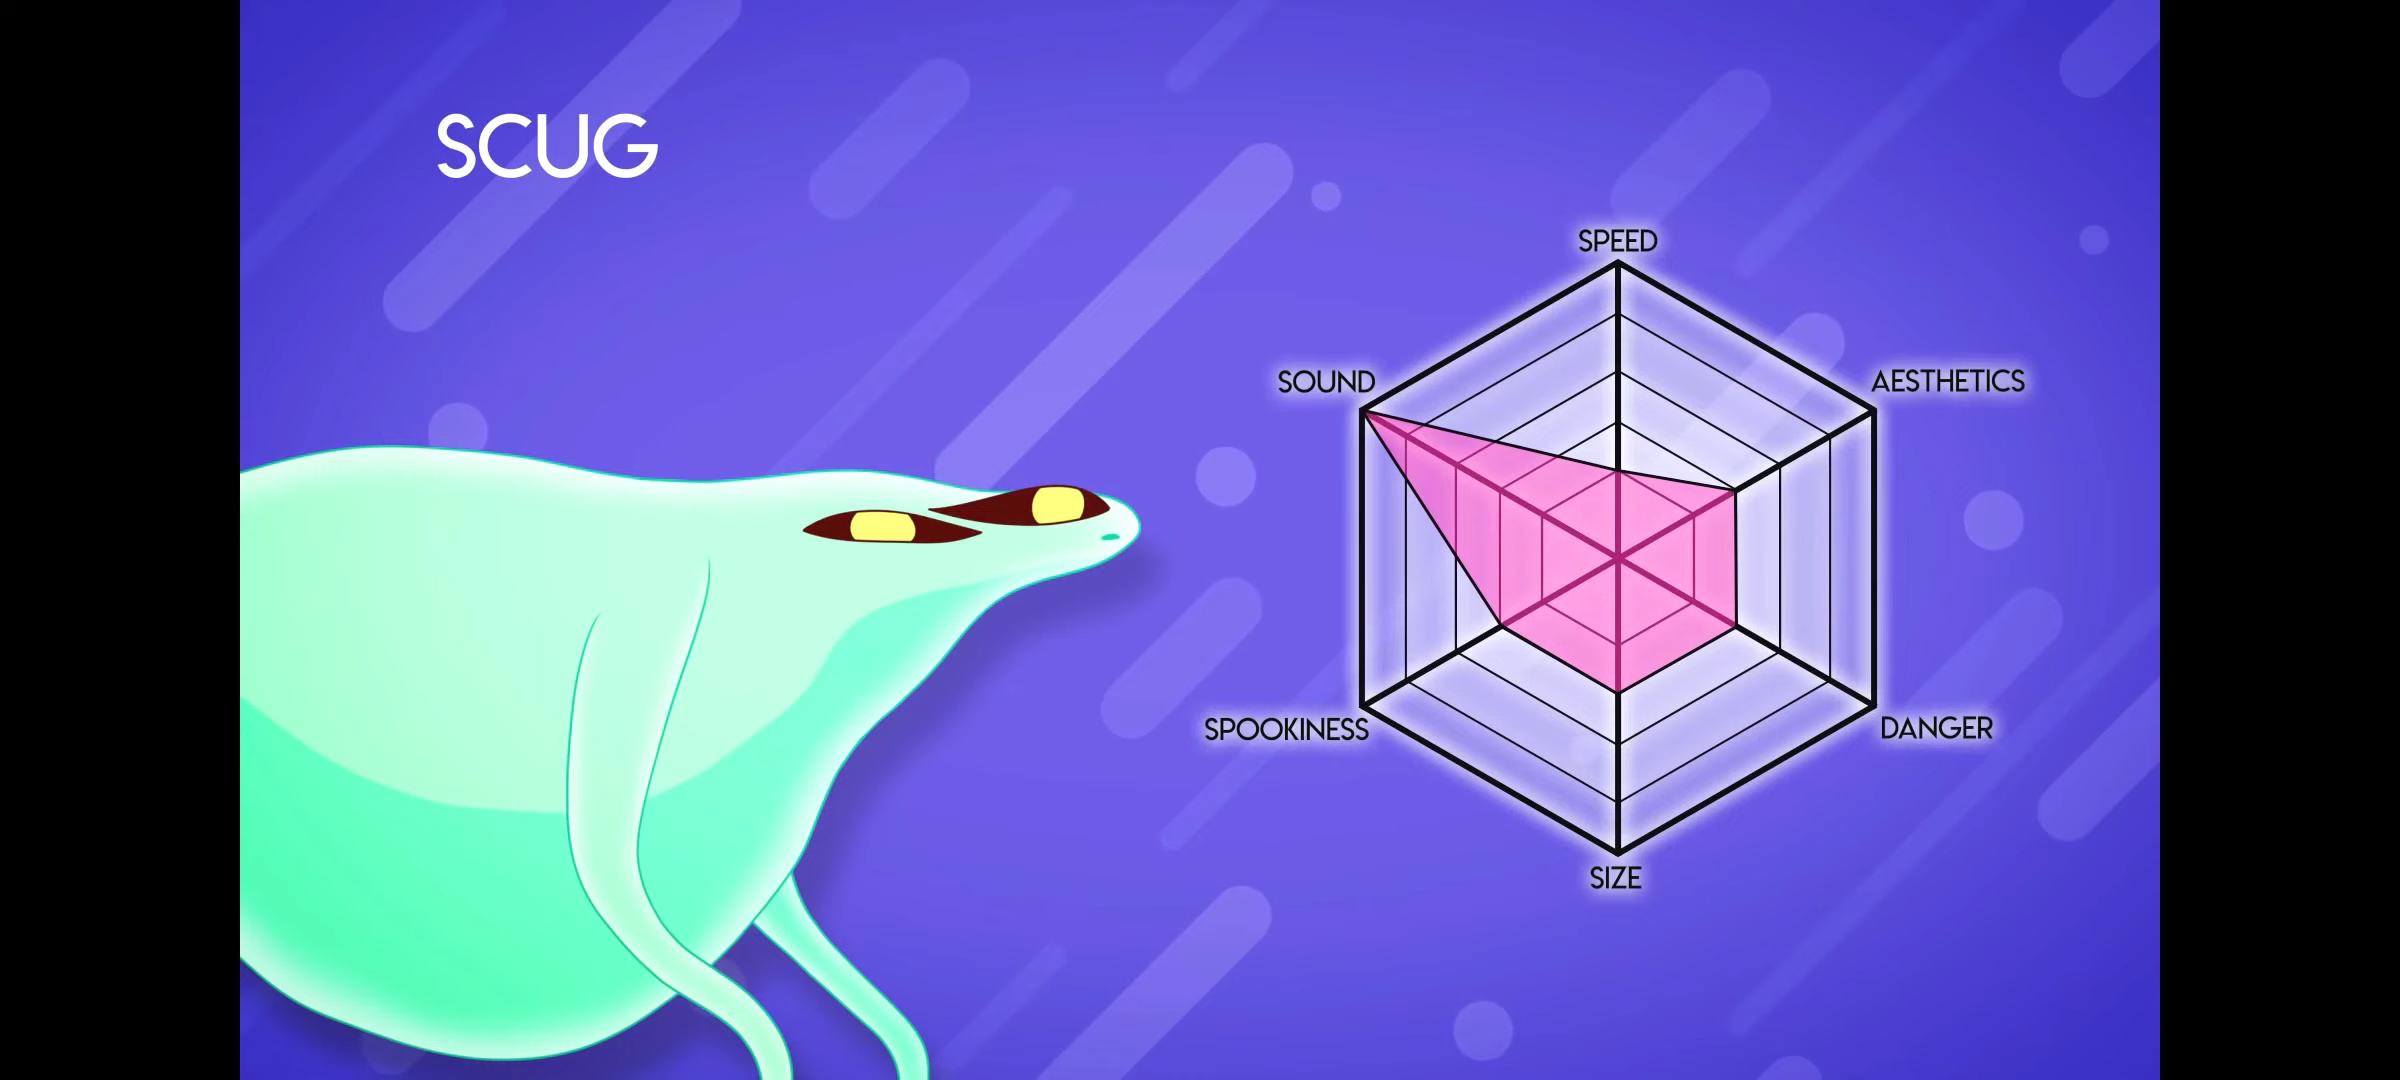 SCUG
SPEED
SOUND
AESTHETICS
SPOOKINESS
DANGER
SIZE